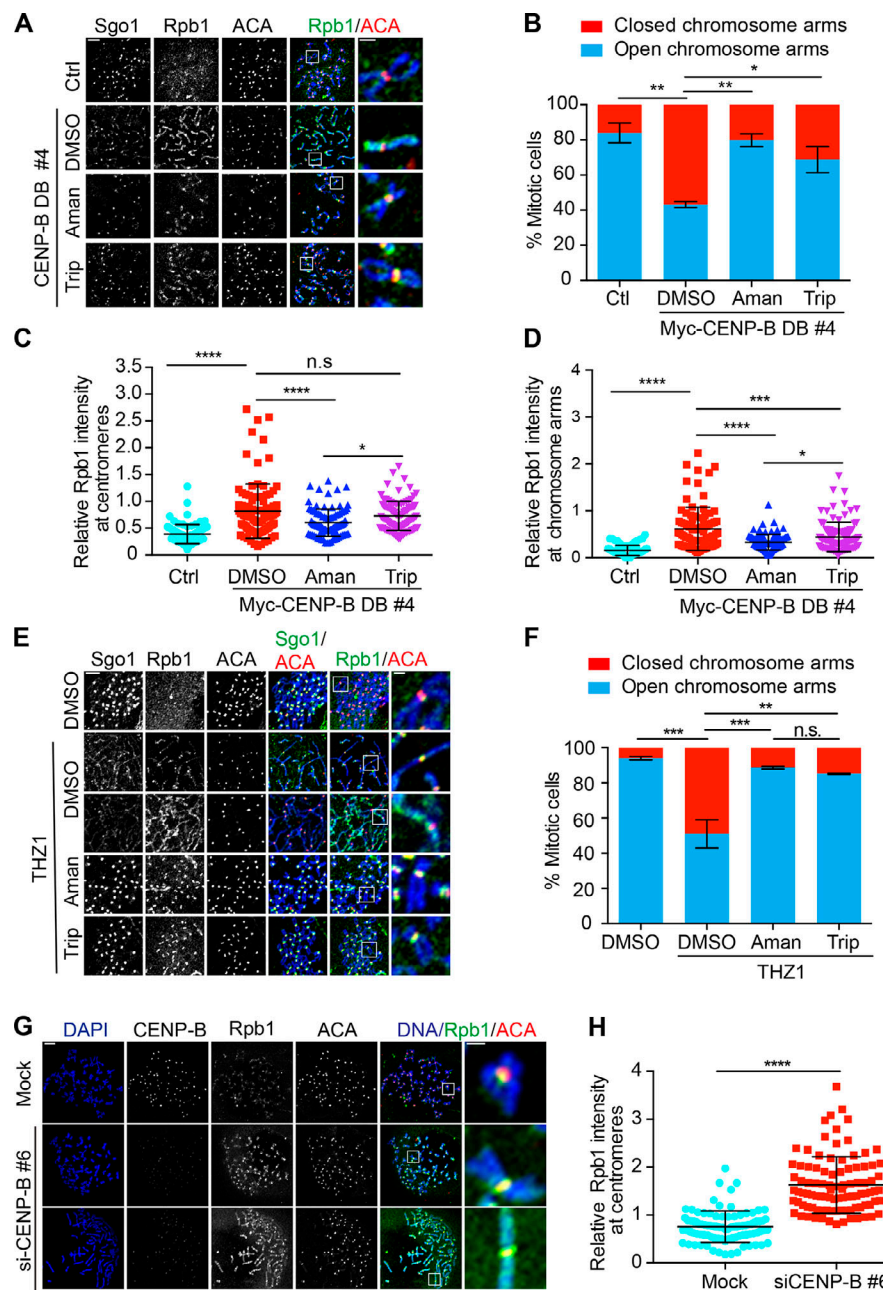 A
Sgo1 Rpb1 ACA Rpb1/ACA
Ctrl
DMSO
Aman
Trip
CENP-B DB #4
B
Closed chromosome arms
Open chromosome arms
*
** **
% Mitotic cells
100
80
60
40
20
0
Ctl DMSO Aman Trip
Myc-CENP-B DB #4
C
**** n.s
****
*
Relative Rpb1 intensity
at centromeres
3.5
3.0
2.5
2.0
1.5
1.0
0.5
0.0
Ctrl DMSO Aman Trip
Myc-CENP-B DB #4
D
**** ***
****
*
Relative Rpb1 intensity
at chromosome arms
4
3
2
1
0
Ctrl DMSO Aman Trip
Myc-CENP-B DB #4
E
Sgo1 Rpb1 ACA Sgo1/ACA Rpb1/ACA
DMSO
DMSO
Aman
Trip
THZ1
F
Closed chromosome arms
Open chromosome arms
**
*** *** n.s.
% Mitotic cells
100
80
60
40
20
0
DMSO DMSO Aman Trip
THZ1
G
DAPI CENP-B Rpb1 ACA DNA/Rpb1/ACA
Mock
si-CENP-B #6
H
****
Relative Rpb1 intensity
at centromeres
4
3
2
1
0
Mock siCENP-B #6